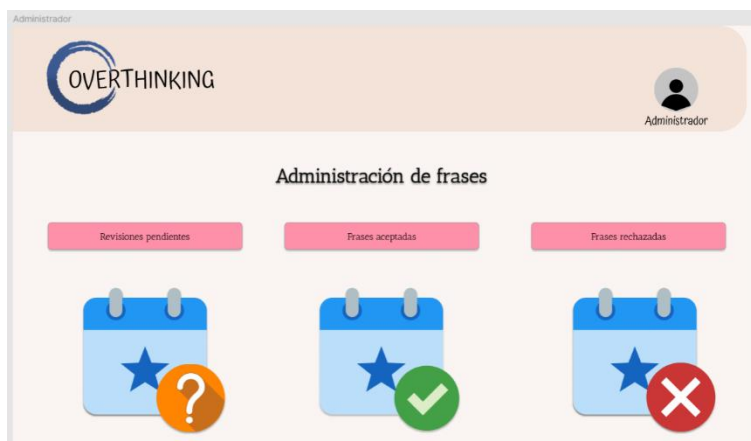 Administrador
OVERTHINKING
Administrador
Administración de frases
Revisiones pendientes
Frases aceptadas
Frases rechazadas